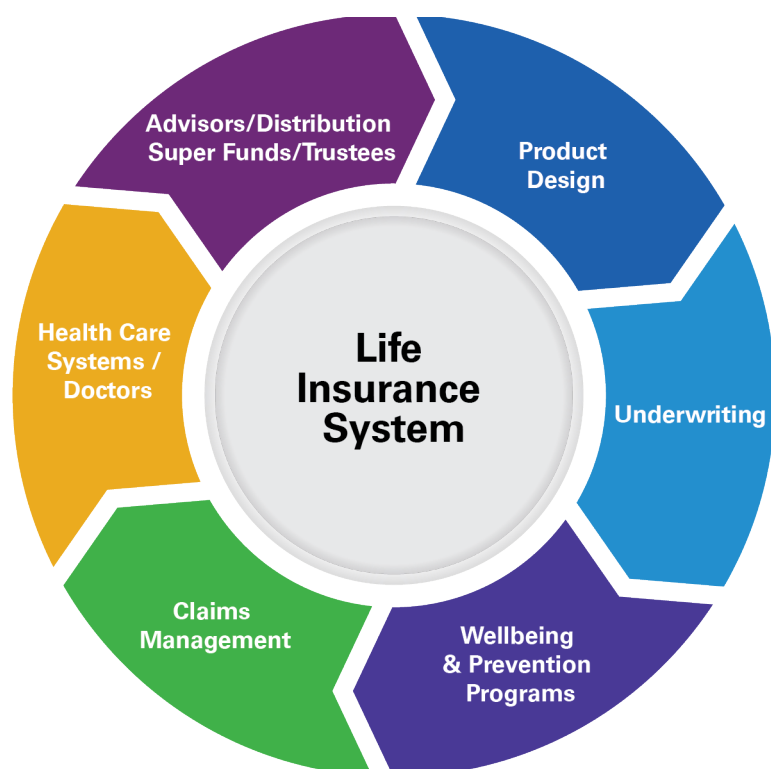 Advisors/Distribution
Super Funds/Trustees
Product
Design
Underwriting
Wellbeing
& Prevention
Programs
Claims
Management
Health Care
Systems /
Doctors
Life
Insurance
System